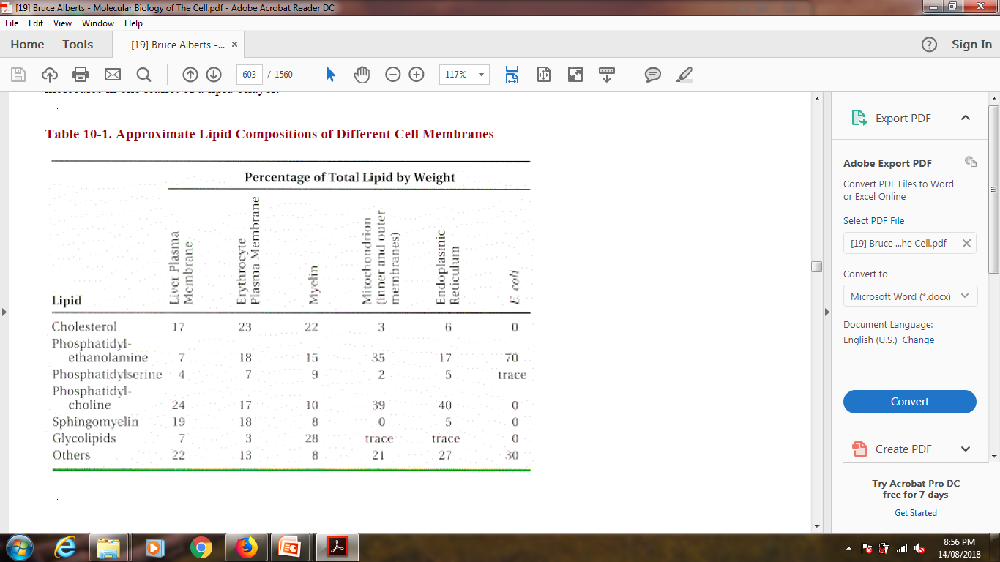 [19] Bruce Alberts - Molecular Biology of The Cell.pdf - Adobe Acrobat Reader DC
File Edit View Window Help
Home Tools [19] Bruce Alberts -... × Sign In
603 / 1560 117%
Table 10-1. Approximate Lipid Compositions of Different Cell Membranes
Percentage of Total Lipid by Weight
Lipid
Liver Plasma
Membrane
Erythrocyte
Plasma Membrane
Myelin
Mitochondrion
(inner and outer
membranes)
Endoplasmic
Reticulum
E. coli
Cholesterol 17 23 22 3 6 0
Phosphatidyl-
ethanolamine 7 18 15 35 17 70
Phosphatidylserine 4 7 9 2 5 trace
Phosphatidyl-
choline 24 17 10 39 40 0
Sphingomyelin 19 18 8 0 5 0
Glycolipids 7 3 28 trace trace 0
Others 22 13 8 21 27 30
Export PDF
Adobe Export PDF
Convert PDF Files to Word
or Excel Online
Select PDF File
[19] Bruce ...he Cell.pdf
Convert to
Microsoft Word (*.docx)
Document Language:
English (U.S.) Change
Convert
Create PDF
Try Acrobat Pro DC
free for 7 days
Get Started
8:56 PM
14/08/2018